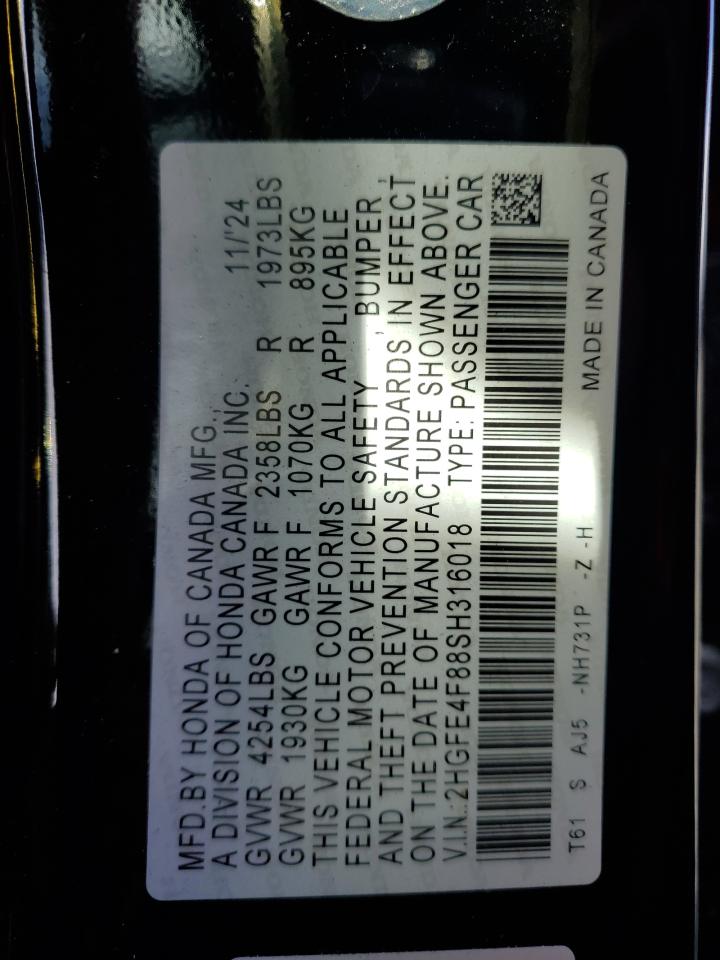 MFD.BY HONDA OF CANADA MFG.,
A DIVISION OF HONDA CANADA INC. 11/'24
GVWR 4254LBS GAWR F 2358LBS R 1973LBS
GVWR 1930KG GAWR F 1070KG R 895KG
THIS VEHICLE CONFORMS TO ALL APPLICABLE
FEDERAL MOTOR VEHICLE SAFETY , BUMPER ,
AND THEFT PREVENTION STANDARDS IN EFFECT
ON THE DATE OF MANUFACTURE SHOWN ABOVE.
V.I.N.:2HGFE4F88SH316018 TYPE: PASSENGER CAR
T61 S AJ5 -NH731P -Z -H MADE IN CANADA